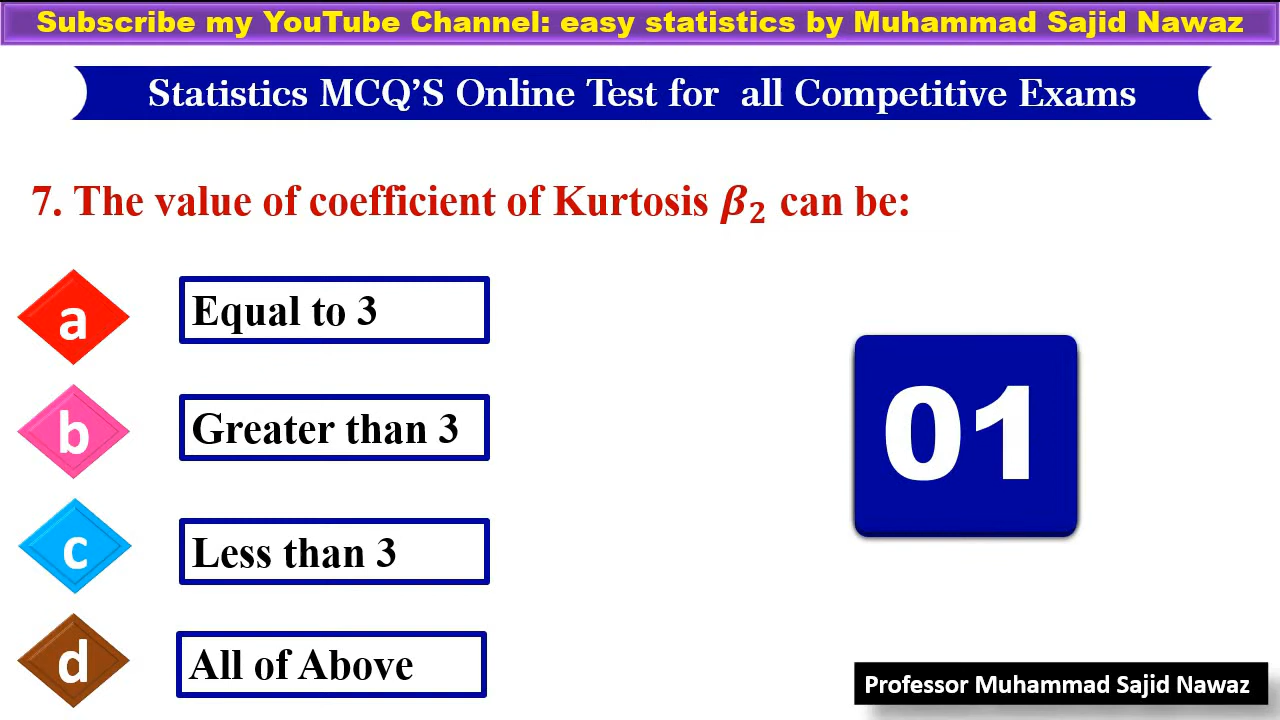 Subscribe my YouTube Channel: easy statistics by Muhammad Sajid Nawaz
Statistics MCQ’S Online Test for all Competitive Exams
7. The value of coefficient of Kurtosis β₂ can be:
a Equal to 3
b Greater than 3
c Less than 3
d All of Above
01
Professor Muhammad Sajid Nawaz